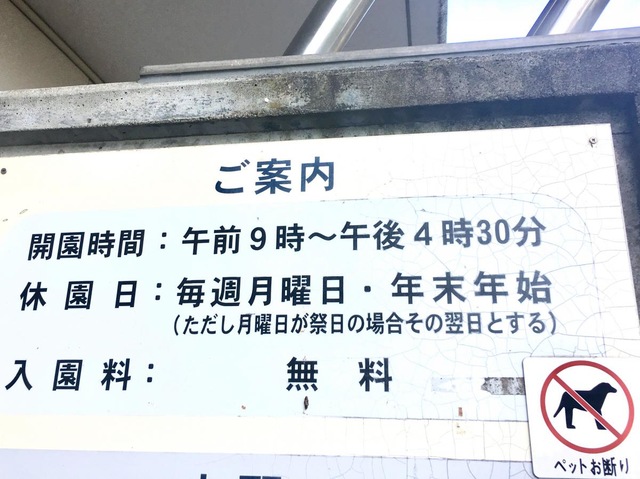 ご案内
開園時間：午前9時～午後4時30分
休園日：毎週月曜日・年末年始
（ただし月曜日が祭日の場合その翌日とする）
入園料：無料
ペットお断り